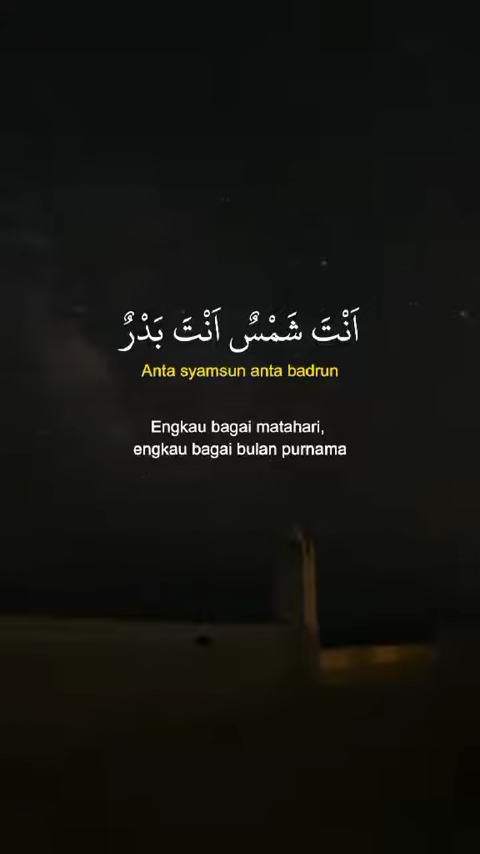 اَنْتَ شَمْسٌ اَنْتَ بَدْرٌ
Anta syamsun anta badrun
Engkau bagai matahari,
engkau bagai bulan purnama